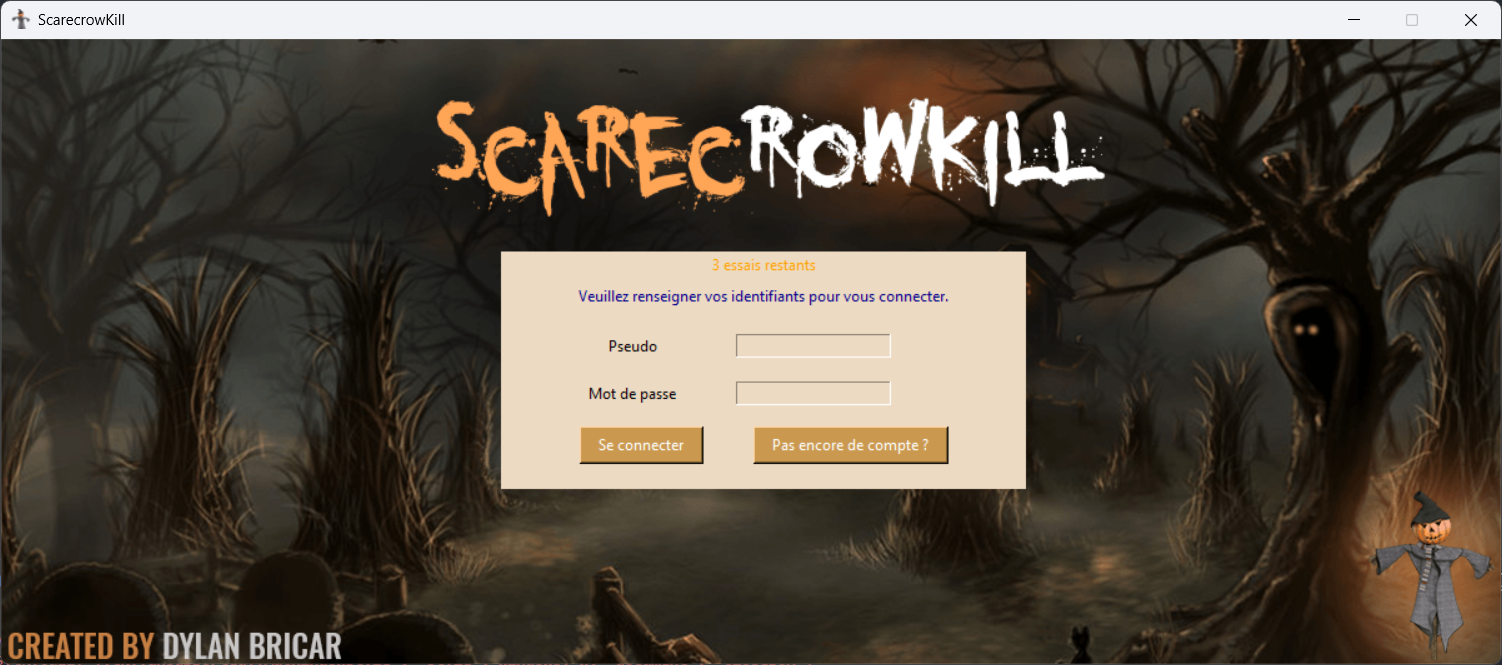 ScarecrowKill
SCARECROWKILL
3 essais restants
Veuillez renseigner vos identifiants pour vous connecter.
Pseudo
Mot de passe
Se connecter Pas encore de compte ?
CREATED BY DYLAN BRICAR